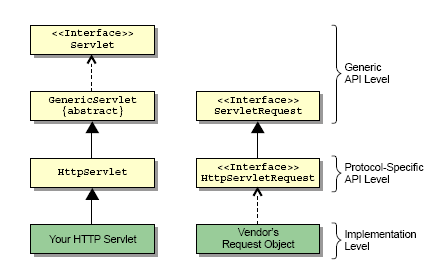 <<Interface>>
Servlet
GenericServlet
{abstract}
<<Interface>>
ServletRequest
Generic
API Level
HttpServlet
<<Interface>>
HttpServletRequest
Protocol-Specific
API Level
Your HTTP Servlet
Vendor's
Request Object
Implementation
Level